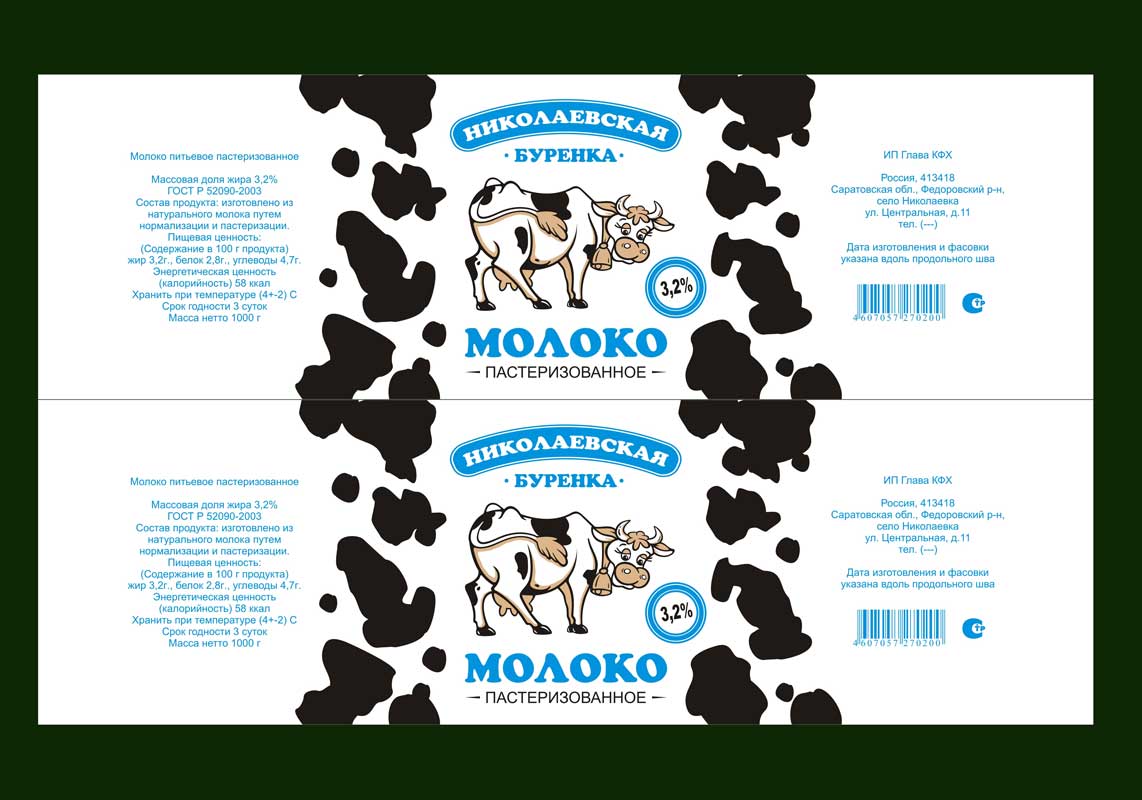 Молоко питьевое пастеризованное
Массовая доля жира 3,2%
ГОСТ Р 52090-2003
Состав продукта: изготовлено из
натурального молока путем
нормализации и пастеризации.
Пищевая ценность:
(Содержание в 100 г продукта)
жир 3,2г., белок 2,8г., углеводы 4,7г.
Энергетическая ценность
(калорийность) 58 ккал
Хранить при температуре (4+-2) С
Срок годности 3 суток
Масса нетто 1000 г
НИКОЛАЕВСКАЯ
· БУРЕНКА ·
3,2%
МОЛОКО
— ПАСТЕРИЗОВАННОЕ —
ИП Глава КФХ
Россия, 413418
Саратовская обл., Федоровский р-н,
село Николаевка
ул. Центральная, д.11
тел. (---)
Дата изготовления и фасовки
указана вдоль продольного шва
4 607057 270200
СТР
Молоко питьевое пастеризованное
Массовая доля жира 3,2%
ГОСТ Р 52090-2003
Состав продукта: изготовлено из
натурального молока путем
нормализации и пастеризации.
Пищевая ценность:
(Содержание в 100 г продукта)
жир 3,2г., белок 2,8г., углеводы 4,7г.
Энергетическая ценность
(калорийность) 58 ккал
Хранить при температуре (4+-2) С
Срок годности 3 суток
Масса нетто 1000 г
НИКОЛАЕВСКАЯ
· БУРЕНКА ·
3,2%
МОЛОКО
— ПАСТЕРИЗОВАННОЕ —
ИП Глава КФХ
Россия, 413418
Саратовская обл., Федоровский р-н,
село Николаевка
ул. Центральная, д.11
тел. (---)
Дата изготовления и фасовки
указана вдоль продольного шва
4 607057 270200
СТР